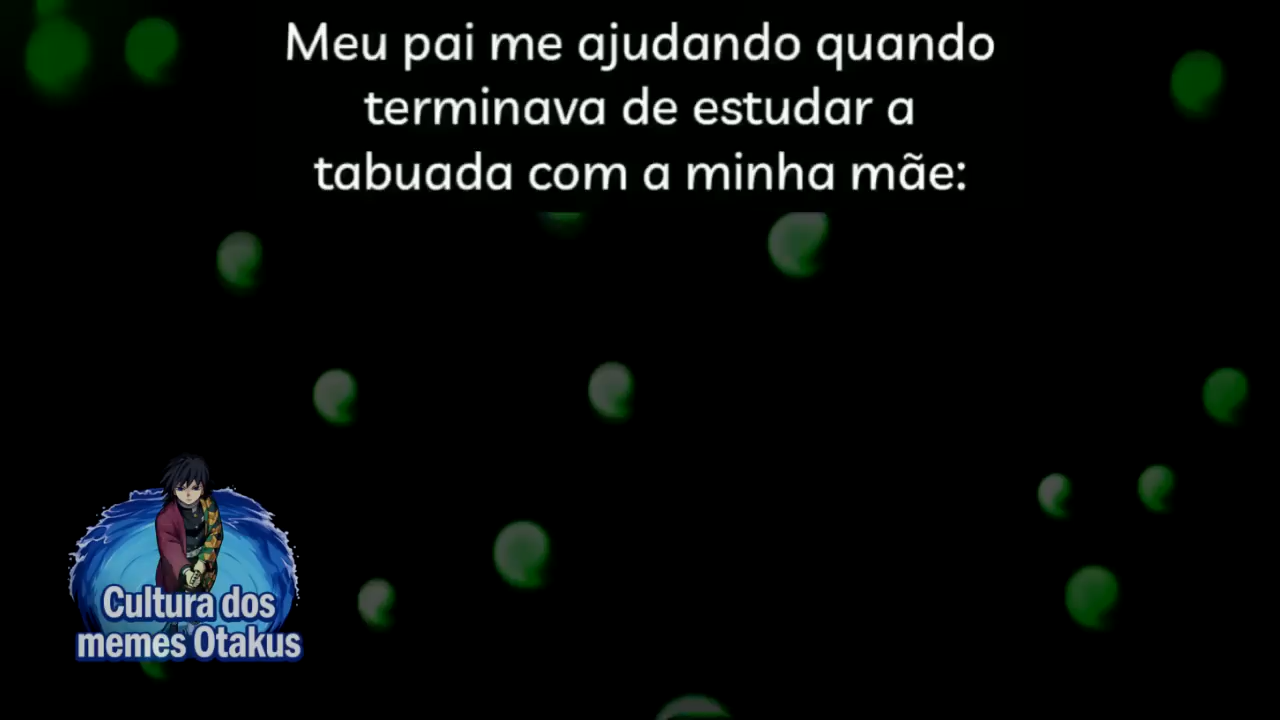 Meu pai me ajudando quando
terminava de estudar a
tabuada com a minha mãe:
Cultura dos
memes Otakus